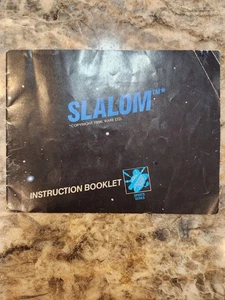 SLALOM™*
*COPYRIGHT 1986, RARE LTD.
INSTRUCTION BOOKLET